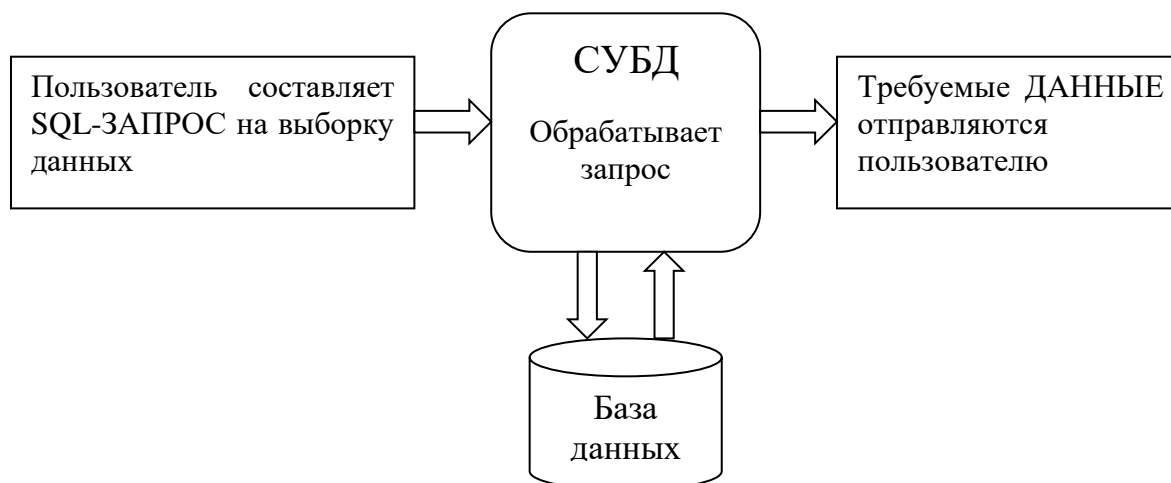 Пользователь составляет
SQL-ЗАПРОС на выборку
данных
СУБД
Обрабатывает
запрос
Требуемые ДАННЫЕ
отправляются
пользователю
База
данных